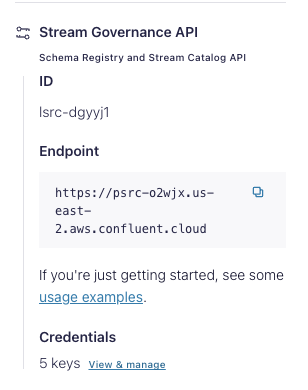 Stream Governance API
Schema Registry and Stream Catalog API
ID
lsrc-dgyyj1
Endpoint
https://psrc-o2wjx.us-
east-
2.aws.confluent.cloud
If you're just getting started, see some
usage examples.
Credentials
5 keys View & manage